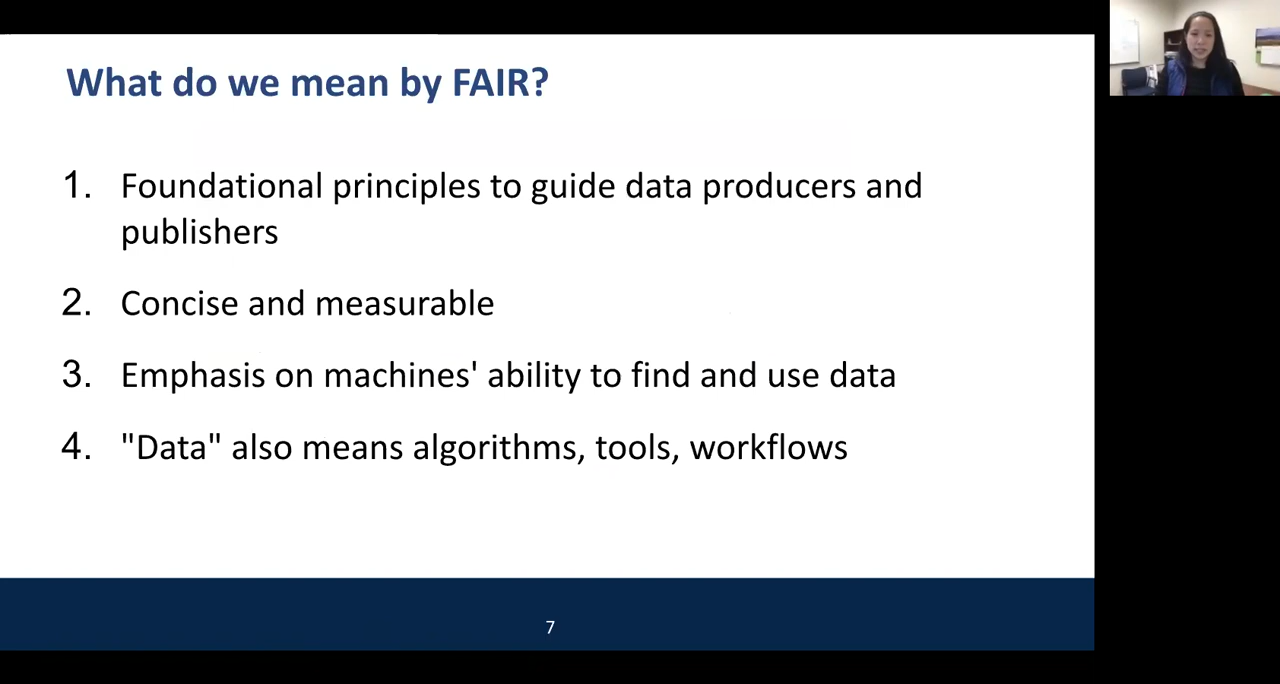 What do we mean by FAIR?
1. Foundational principles to guide data producers and
publishers
2. Concise and measurable
3. Emphasis on machines' ability to find and use data
4. "Data" also means algorithms, tools, workflows
7